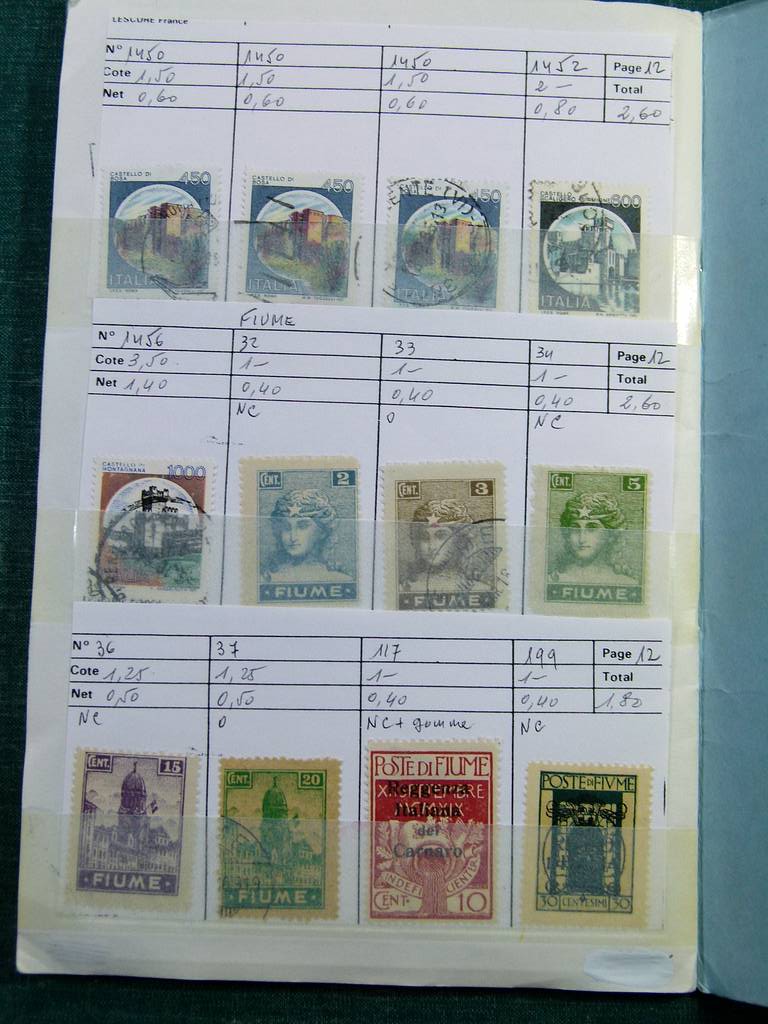 LESCURE France
N° 1450 1450 1450 1452 Page 12
Cote 1,50 1,50 1,50 2 — Total
Net 0,60 0,60 0,60 0,80 2,60
CASTELLO DI 450 CASTELLO DI 450 450 CASTELLO 800
ROSA ROSA
ITALIA ITALIA ITALIA ITALIA
FIUME
N° 1456 32 33 34 Page 12
Cote 3,50 1— 1— 1— Total
Net 1,40 0,40 0,40 0,40 2,60
NC 0 NC
CASTELLO DI 1000 CENT. 2 CENT. 3 CENT. 5
MONTAGNANA
FIUME FIUME FIUME
N° 36 37 117 199 Page 12
Cote 1,25 1,25 1— 1— Total
Net 0,50 0,50 0,40 0,40 1,80
NC 0 NC + gomme NC
CENT. 15 CENT. 20 POSTE DI FIUME POSTE DI FIVME
Reggenza
Italiana
del
Carnaro
INDEFICIENTER
FIUME FIUME CENT. 10 30 CENTESIMI 30